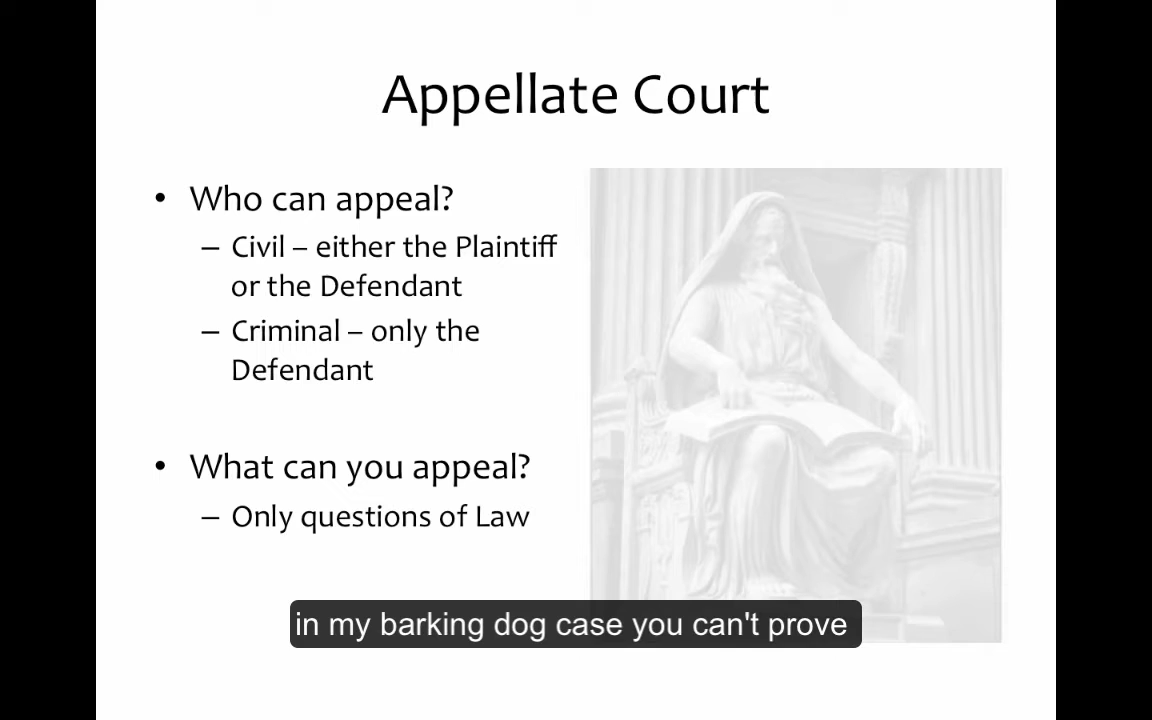 Appellate Court
• Who can appeal?
– Civil – either the Plaintiff
or the Defendant
– Criminal – only the
Defendant
• What can you appeal?
– Only questions of Law
in my barking dog case you can't prove